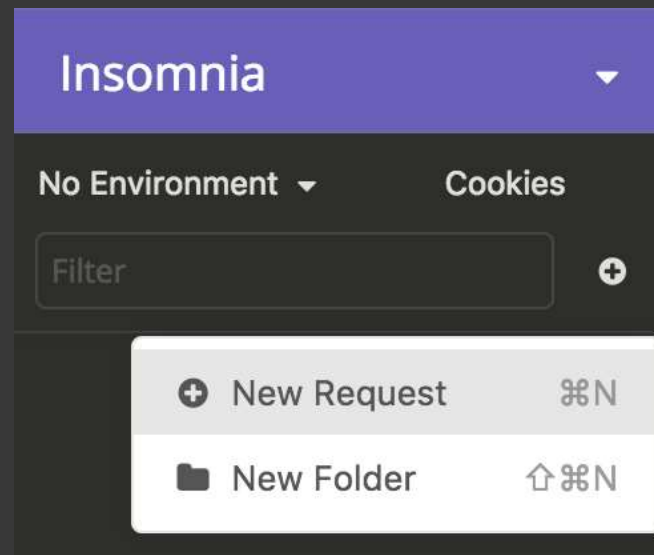 Insomnia
No Environment Cookies
Filter
New Request ⌘N
New Folder ⇧⌘N